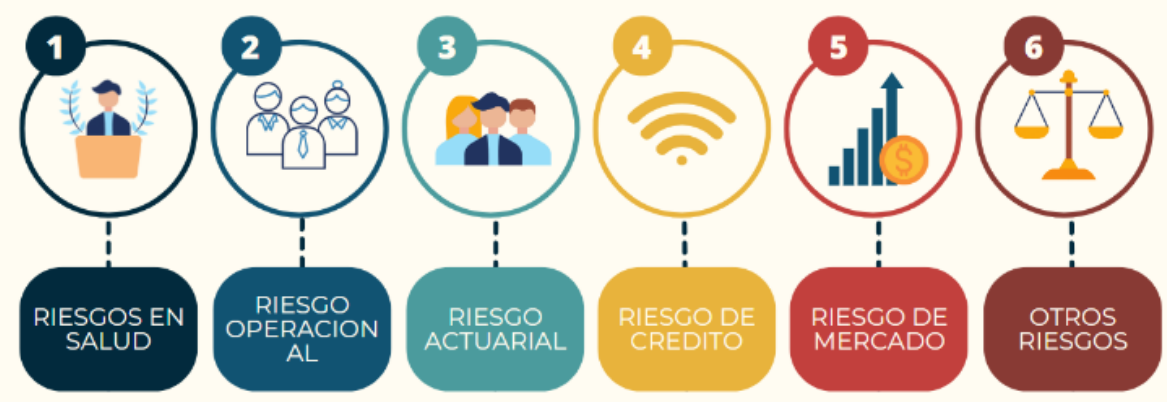 1
2
3
4
5
6
$
RIESGOS EN
SALUD
RIESGO
OPERACION
AL
RIESGO
ACTUARIAL
RIESGO DE
CREDITO
RIESGO DE
MERCADO
OTROS
RIESGOS